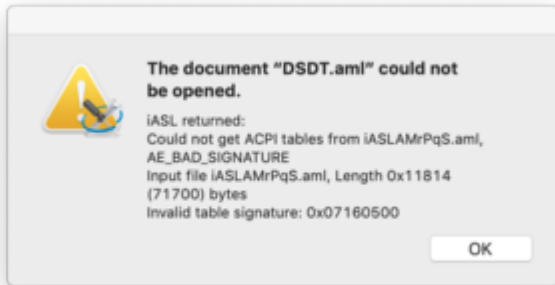 The document “DSDT.aml” could not
be opened.
iASL returned:
Could not get ACPI tables from iASLAMrPqS.aml,
AE_BAD_SIGNATURE
Input file iASLAMrPqS.aml, Length 0x11814
(71700) bytes
Invalid table signature: 0x07160500
OK